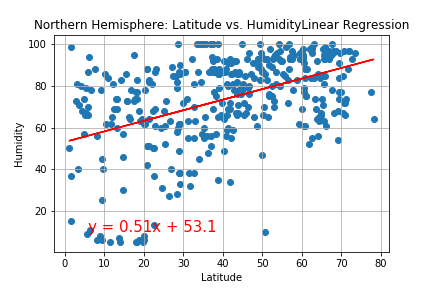 Northern Hemisphere: Latitude vs. HumidityLinear Regression
100
80
60
40
20
Humidity
y = 0.51x + 53.1
0 10 20 30 40 50 60 70 80
Latitude